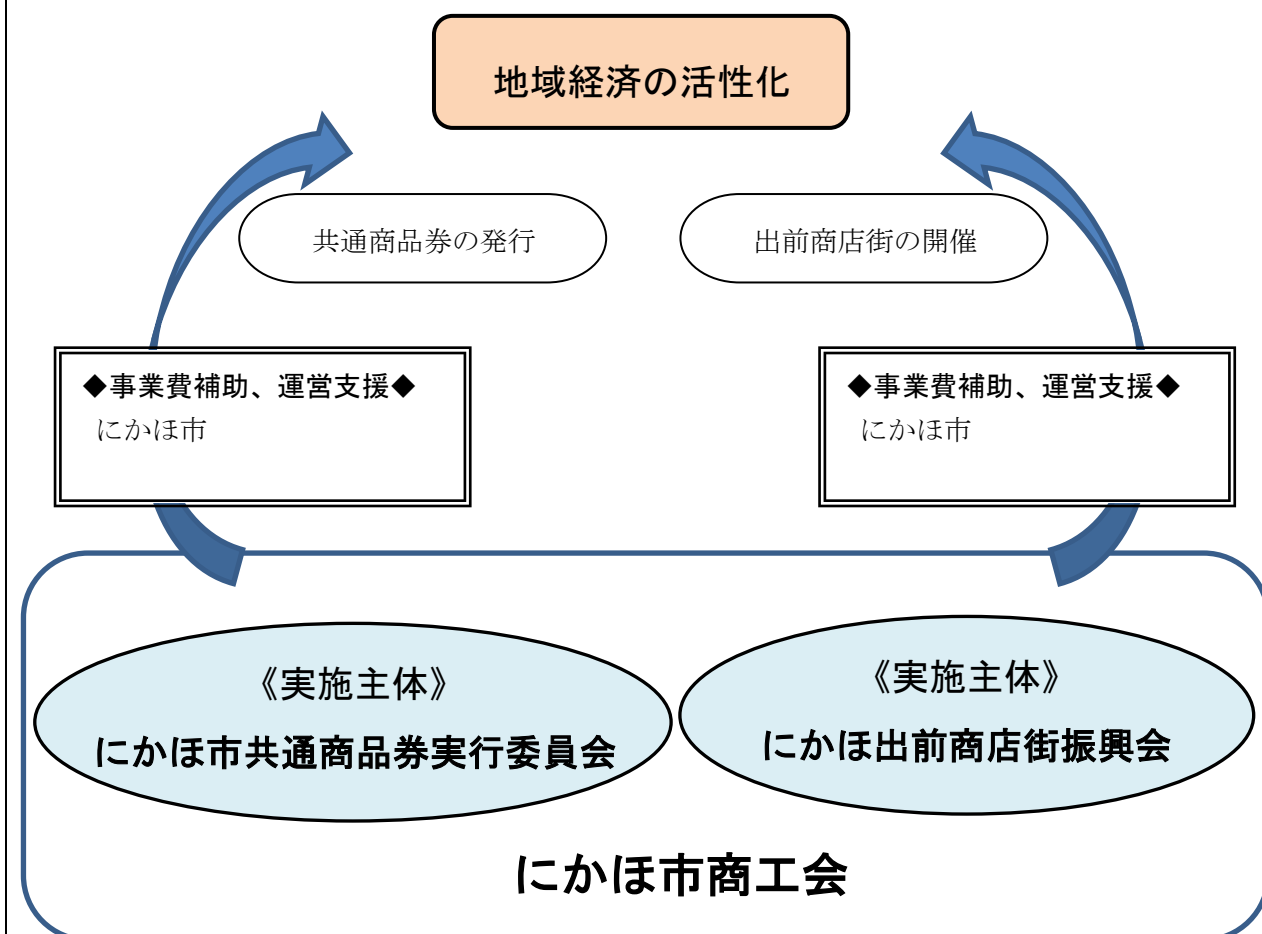 地域経済の活性化
共通商品券の発行
出前商店街の開催
◆事業費補助、運営支援◆
にかほ市
◆事業費補助、運営支援◆
にかほ市
《実施主体》
にかほ市共通商品券実行委員会
《実施主体》
にかほ出前商店街振興会
にかほ市商工会